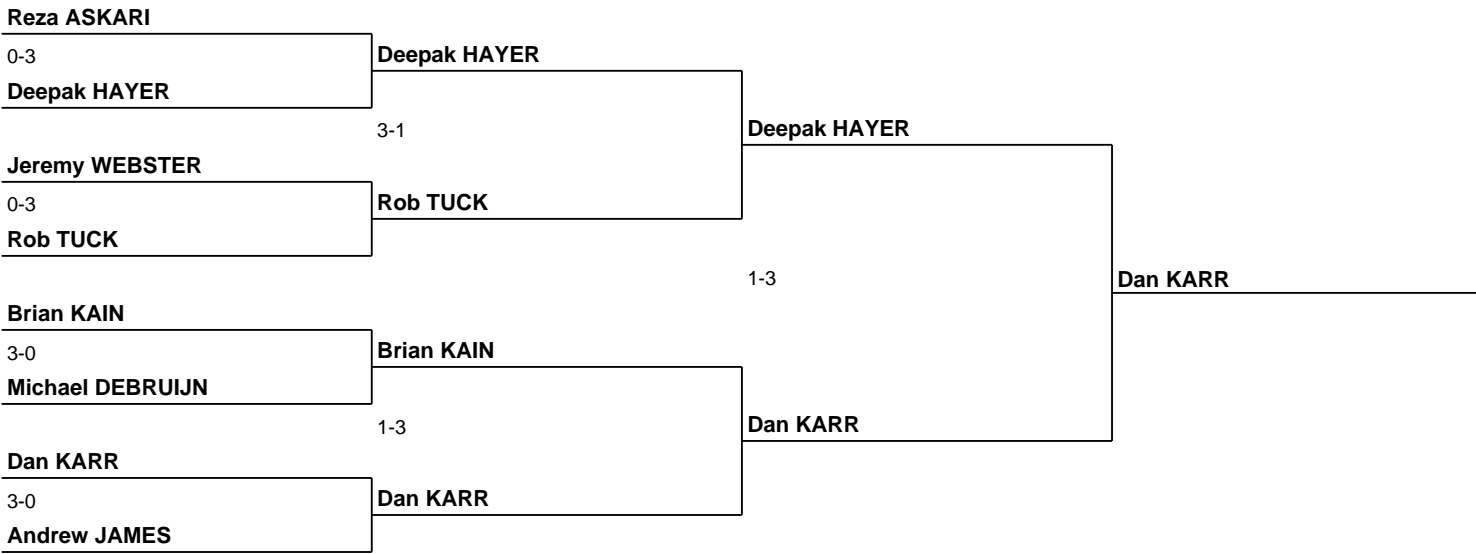 Reza ASKARI
0-3
Deepak HAYER
Deepak HAYER
3-1
Deepak HAYER
Jeremy WEBSTER
0-3
Rob TUCK
Rob TUCK
1-3
Dan KARR
Brian KAIN
3-0
Brian KAIN
Michael DEBRUIJN
1-3
Dan KARR
Dan KARR
3-0
Dan KARR
Andrew JAMES